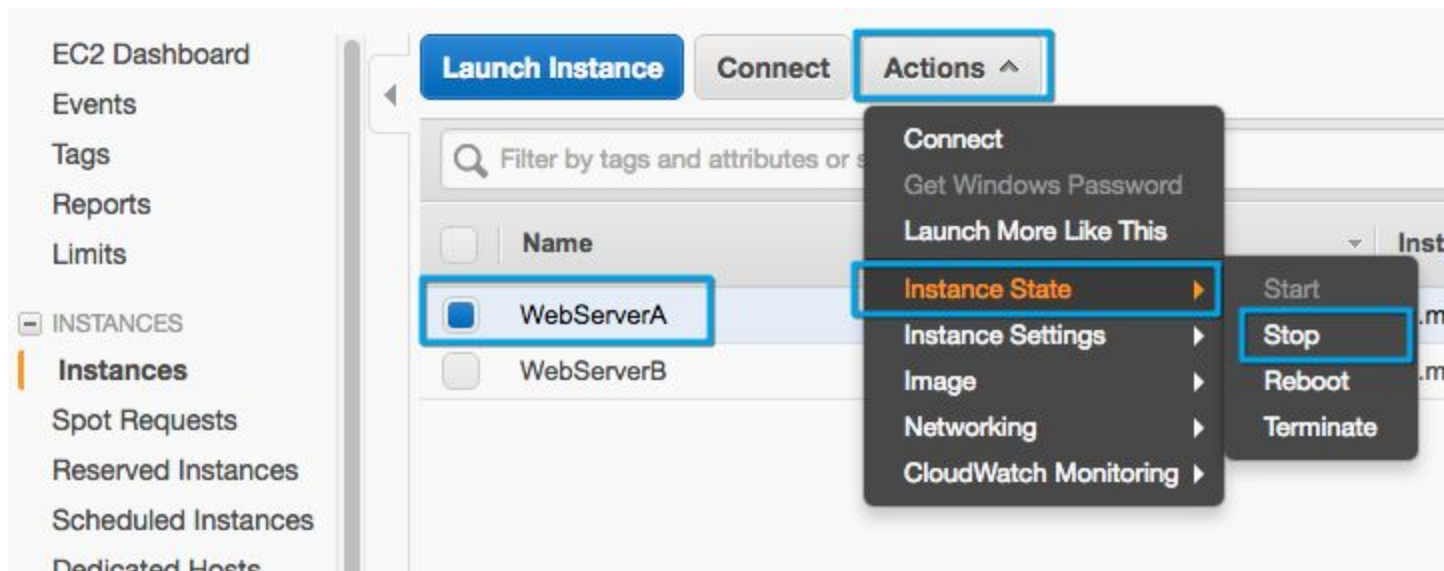 EC2 Dashboard
Events
Tags
Reports
Limits
INSTANCES
Instances
Spot Requests
Reserved Instances
Scheduled Instances
Dedicated Hosts
Launch Instance
Connect
Actions
Filter by tags and attributes or
Name
WebServerA
WebServerB
Connect
Get Windows Password
Launch More Like This
Instance State
Instance Settings
Image
Networking
CloudWatch Monitoring
Start
Stop
Reboot
Terminate